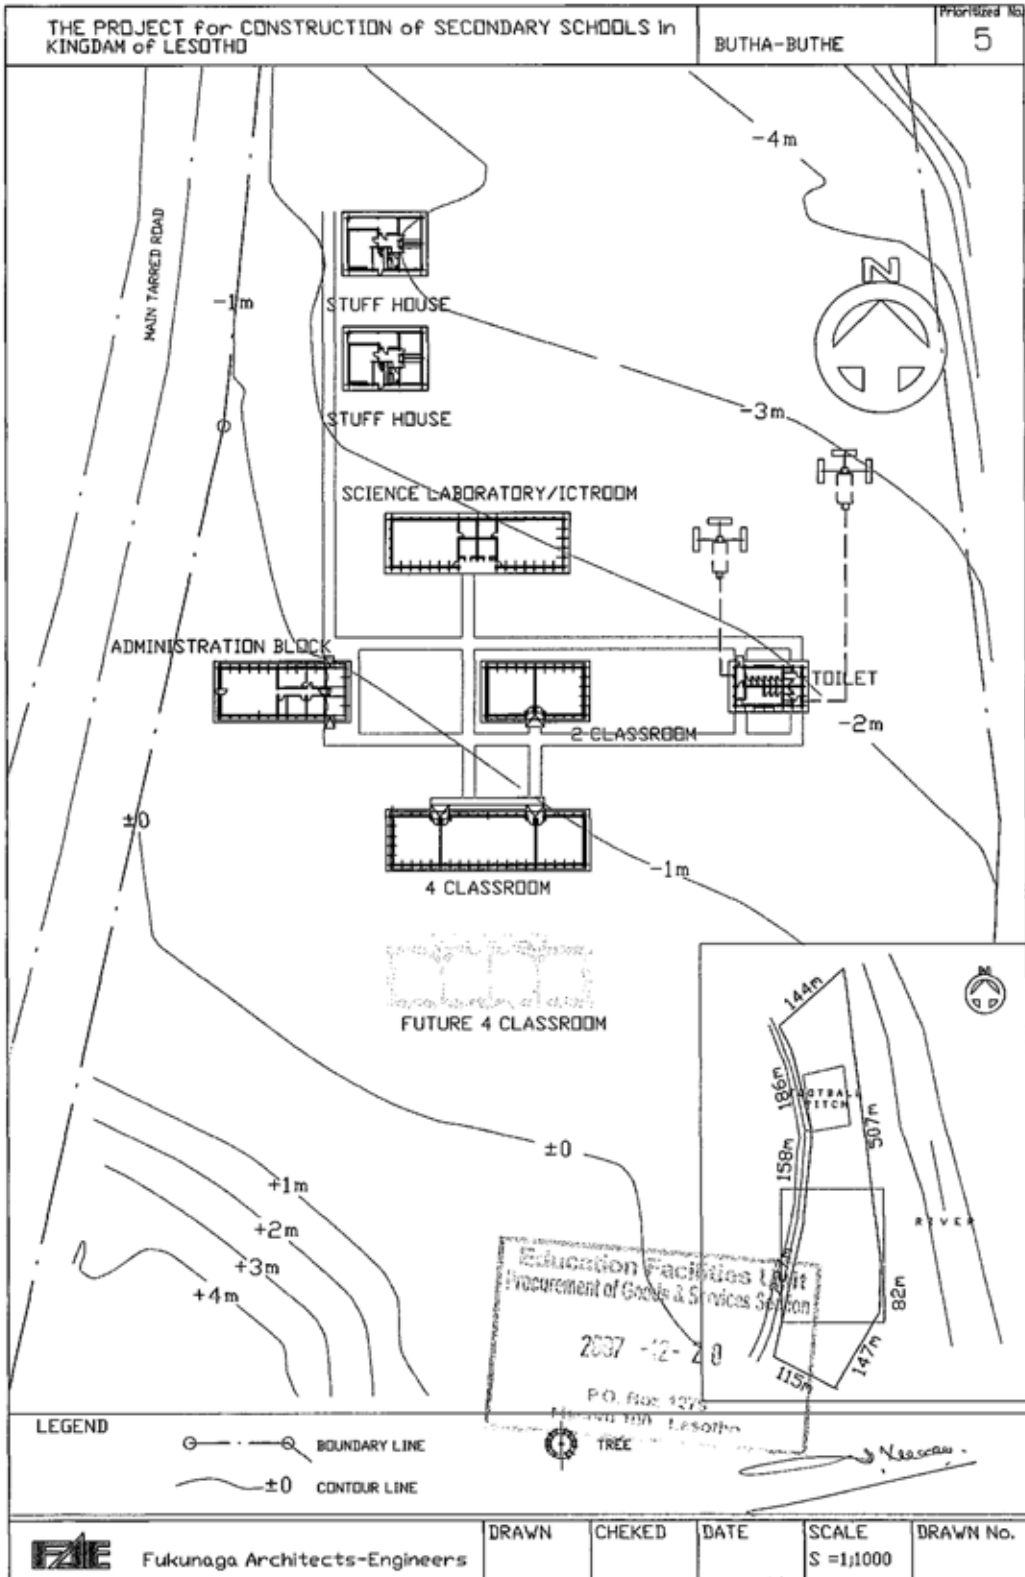 THE PROJECT for CONSTRUCTION of SECONDARY SCHOOLS in
KINGDAM of LESOTHO
BUTHA-BUTHE
Prioritized No.
5
-4m
MAIN TARRED ROAD
N
-1m
STUFF HOUSE
-3m
STUFF HOUSE
SCIENCE LABORATORY/ICTROOM
ADMINISTRATION BLOCK
TOILET
-2m
2 CLASSROOM
±0
-1m
4 CLASSROOM
N
144m
FUTURE 4 CLASSROOM
186m
FOOTBALL
PITCH
507m
158m
±0
+1m
+2m
+3m
+4m
RIVER
82m
147m
115m
Education Facilities Unit
Procurement of Goods & Services Section
2007 -12- 20
P.O. Box
Lesotho
LEGEND
BOUNDARY LINE
TREE
±0 CONTOUR LINE
FAE
Fukunaga Architects-Engineers
DRAWN
CHEKED
DATE
SCALE
S =1;1000
DRAWN No.